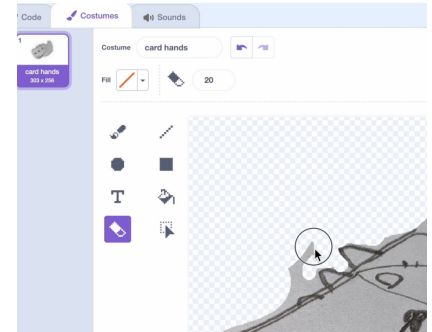 Code Costumes Sounds
1
card hands
303 x 258
Costume card hands
Fill 20
T